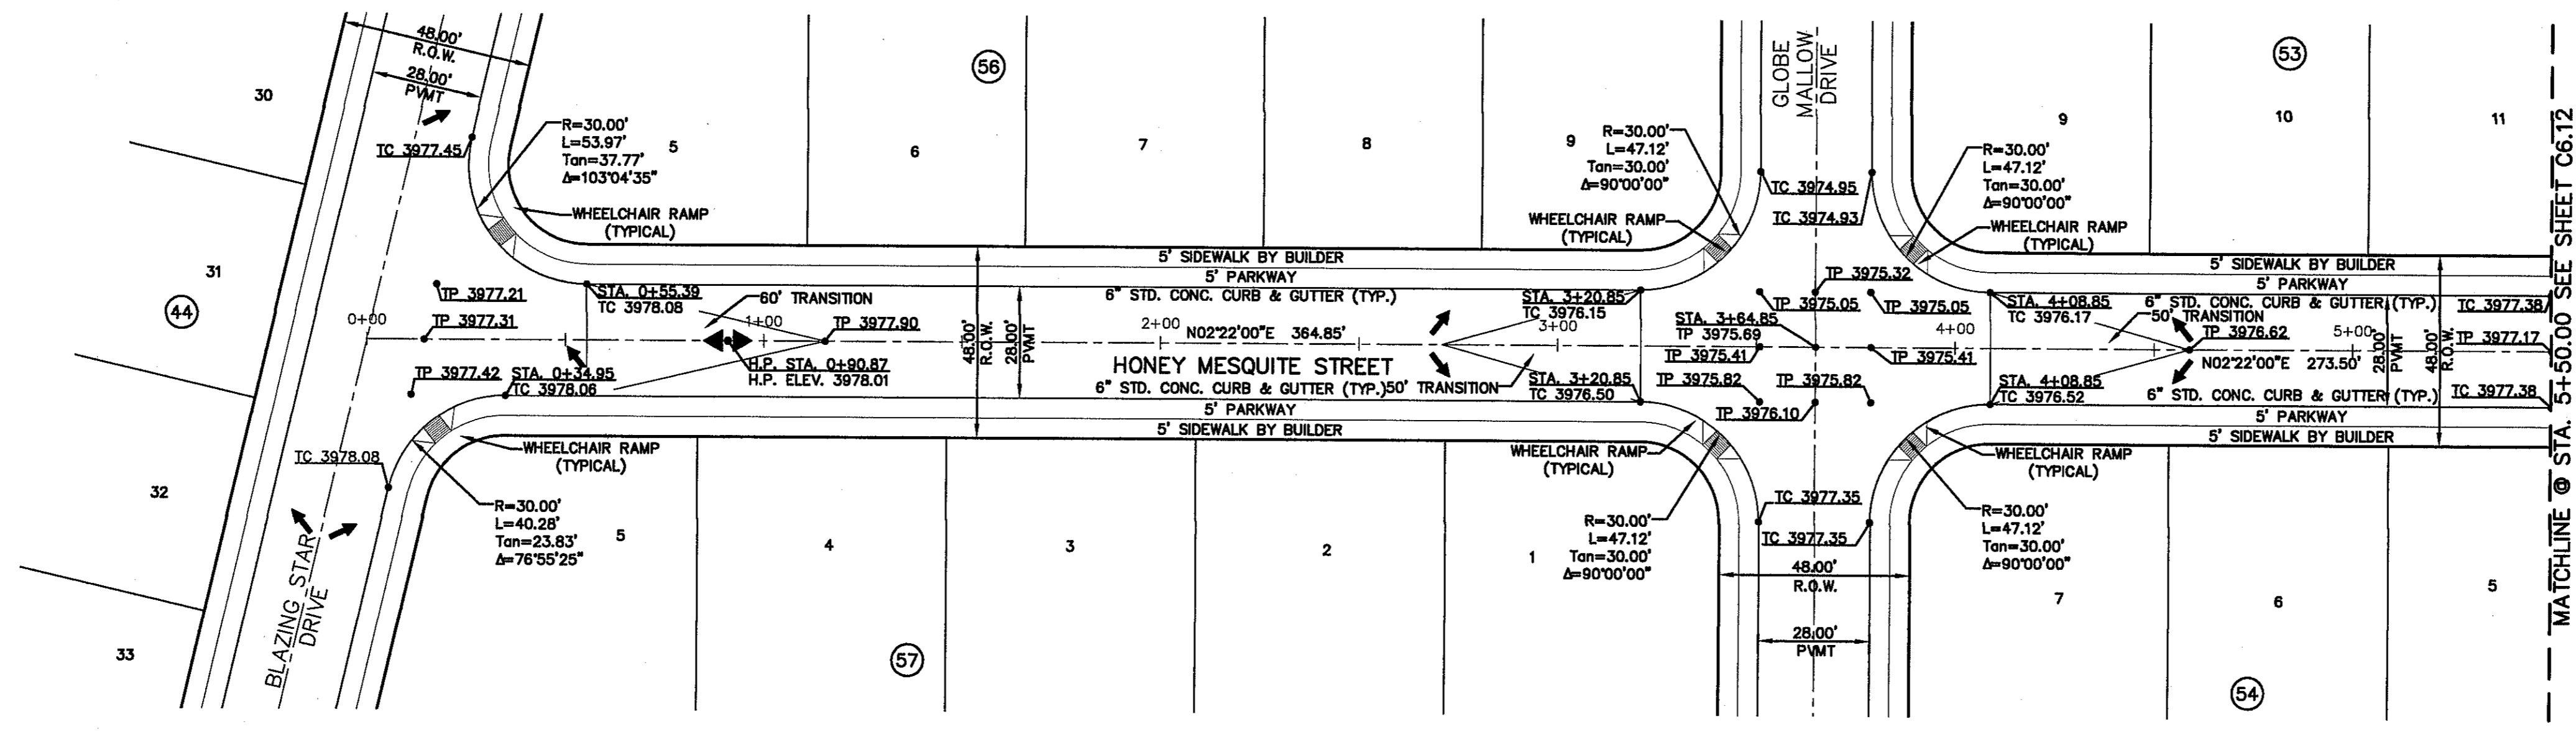 48.00'
R.O.W.
28.00'
PVMT
30
TC 3977.45
R=30.00'
L=53.97'
Tan=37.77'
Δ=103°04'35"
5
56
6
7
8
9
WHEELCHAIR RAMP
(TYPICAL)
R=30.00'
L=47.12'
Tan=30.00'
Δ=90°00'00"
WHEELCHAIR RAMP
(TYPICAL)
GLOBE
MALLOW
DRIVE
TC 3974.95
TC 3974.93
R=30.00'
L=47.12'
Tan=30.00'
Δ=90°00'00"
WHEELCHAIR RAMP
(TYPICAL)
53
9
10
11
31
44
TP 3977.21
0+00
TP 3977.31
STA. 0+55.39
TC 3978.08
60' TRANSITION
1+00
TP 3977.90
H.P. STA. 0+90.87
H.P. ELEV. 3978.01
TP 3977.42
STA. 0+34.95
TC 3978.06
5' SIDEWALK BY BUILDER
5' PARKWAY
6" STD. CONC. CURB & GUTTER (TYP.)
48.00'
R.O.W.
28.00'
PVMT
2+00
N02°22'00"E 364.85'
HONEY MESQUITE STREET
6" STD. CONC. CURB & GUTTER (TYP.)
50' TRANSITION
5' PARKWAY
5' SIDEWALK BY BUILDER
STA. 3+20.85
TC 3976.15
3+00
STA. 3+20.85
TC 3976.50
TP 3975.32
TP 3975.05
TP 3975.05
STA. 3+64.85
TP 3975.69
TP 3975.41
TP 3975.41
TP 3975.82
TP 3975.82
TP 3976.10
4+00
STA. 4+08.85
TC 3976.17
STA. 4+08.85
TC 3976.52
5' SIDEWALK BY BUILDER
5' PARKWAY
6" STD. CONC. CURB & GUTTER (TYP.)
50' TRANSITION
TP 3976.62
5+00
N02°22'00"E 273.50'
28.00'
PVMT
48.00'
R.O.W.
TC 3977.38
TP 3977.17
TC 3977.38
6" STD. CONC. CURB & GUTTER (TYP.)
5' PARKWAY
5' SIDEWALK BY BUILDER
MATCHLINE @ STA. 5+50.00 SEE SHEET C6.12
32
33
TC 3978.08
WHEELCHAIR RAMP
(TYPICAL)
R=30.00'
L=40.28'
Tan=23.83'
Δ=76°55'25"
BLAZING STAR
DRIVE
5
4
3
2
1
57
WHEELCHAIR RAMP
(TYPICAL)
R=30.00'
L=47.12'
Tan=30.00'
Δ=90°00'00"
TC 3977.35
TC 3977.35
48.00'
R.O.W.
28.00'
PVMT
WHEELCHAIR RAMP
(TYPICAL)
R=30.00'
L=47.12'
Tan=30.00'
Δ=90°00'00"
7
6
5
54